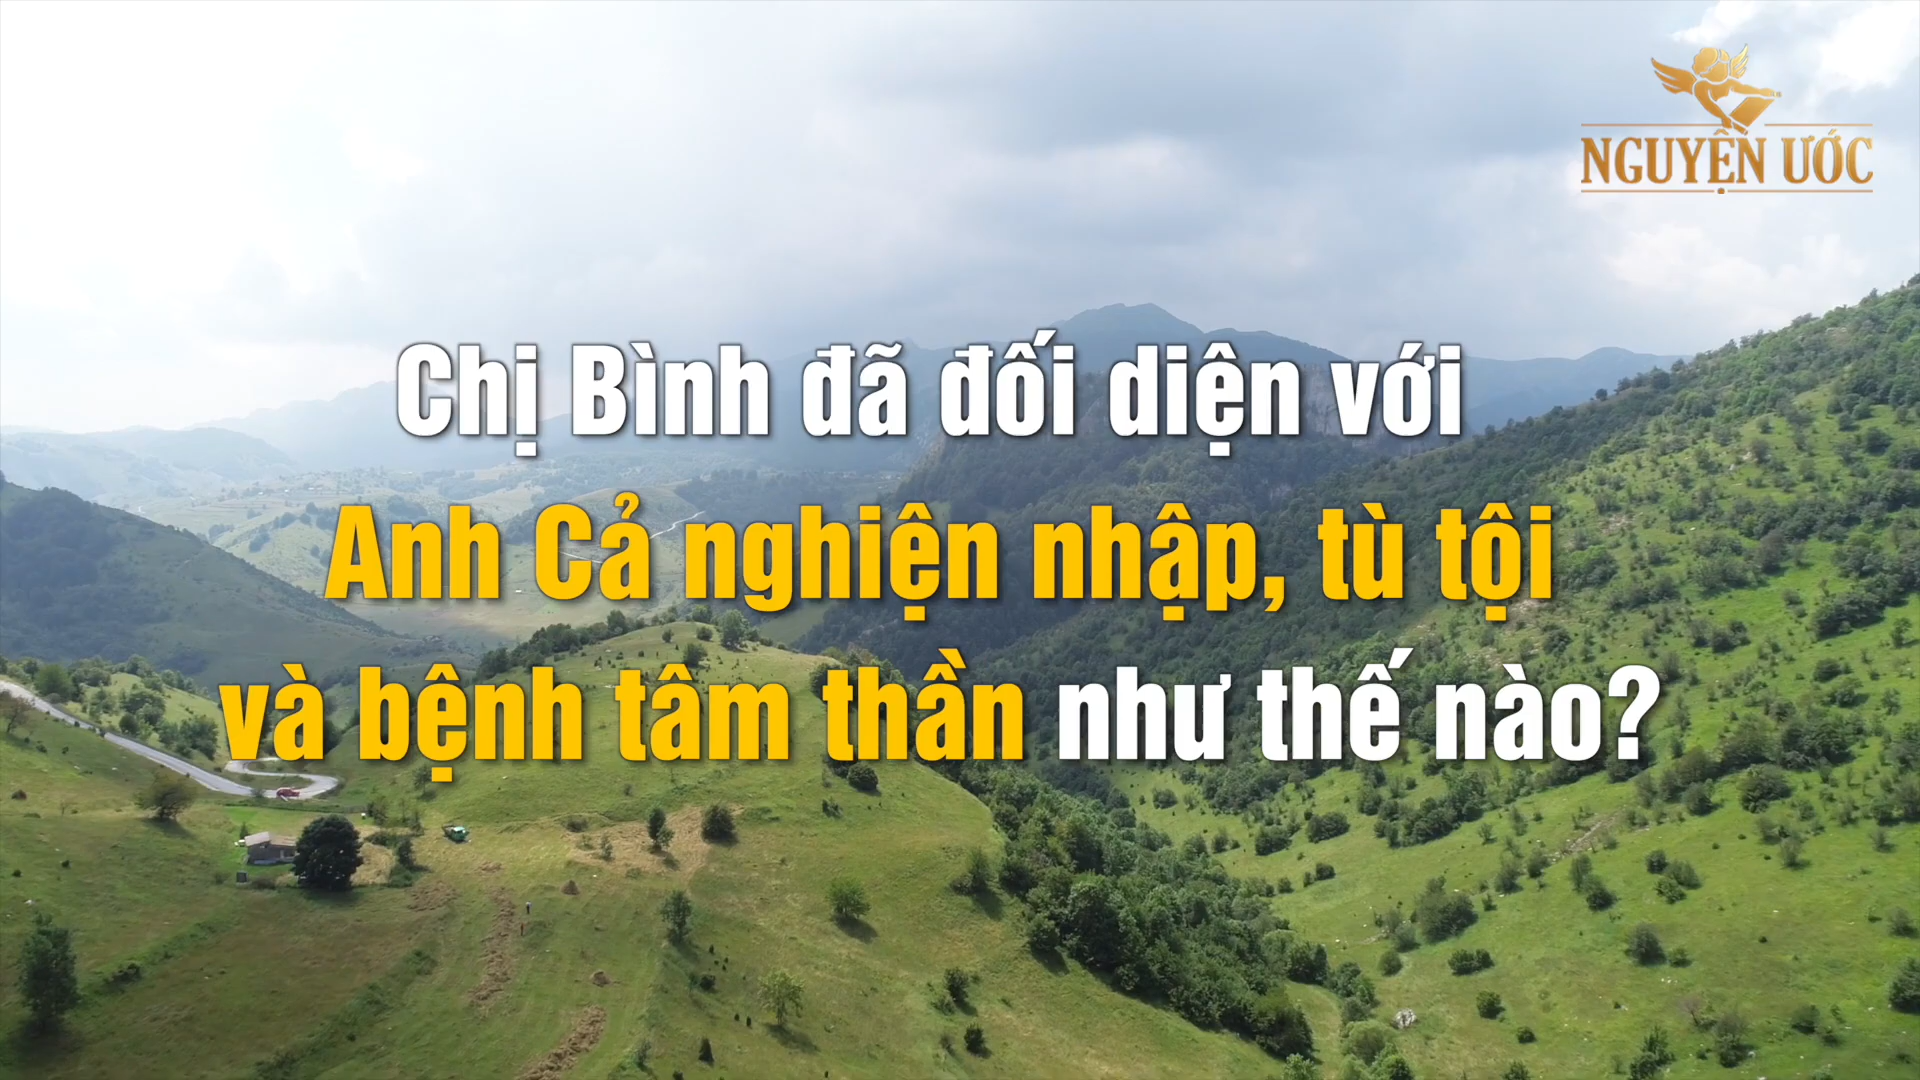 NGUYỆN ƯỚC
Chị Bình đã đối diện với
Anh Cả nghiện nhập, tù tội
và bệnh tâm thần như thế nào?